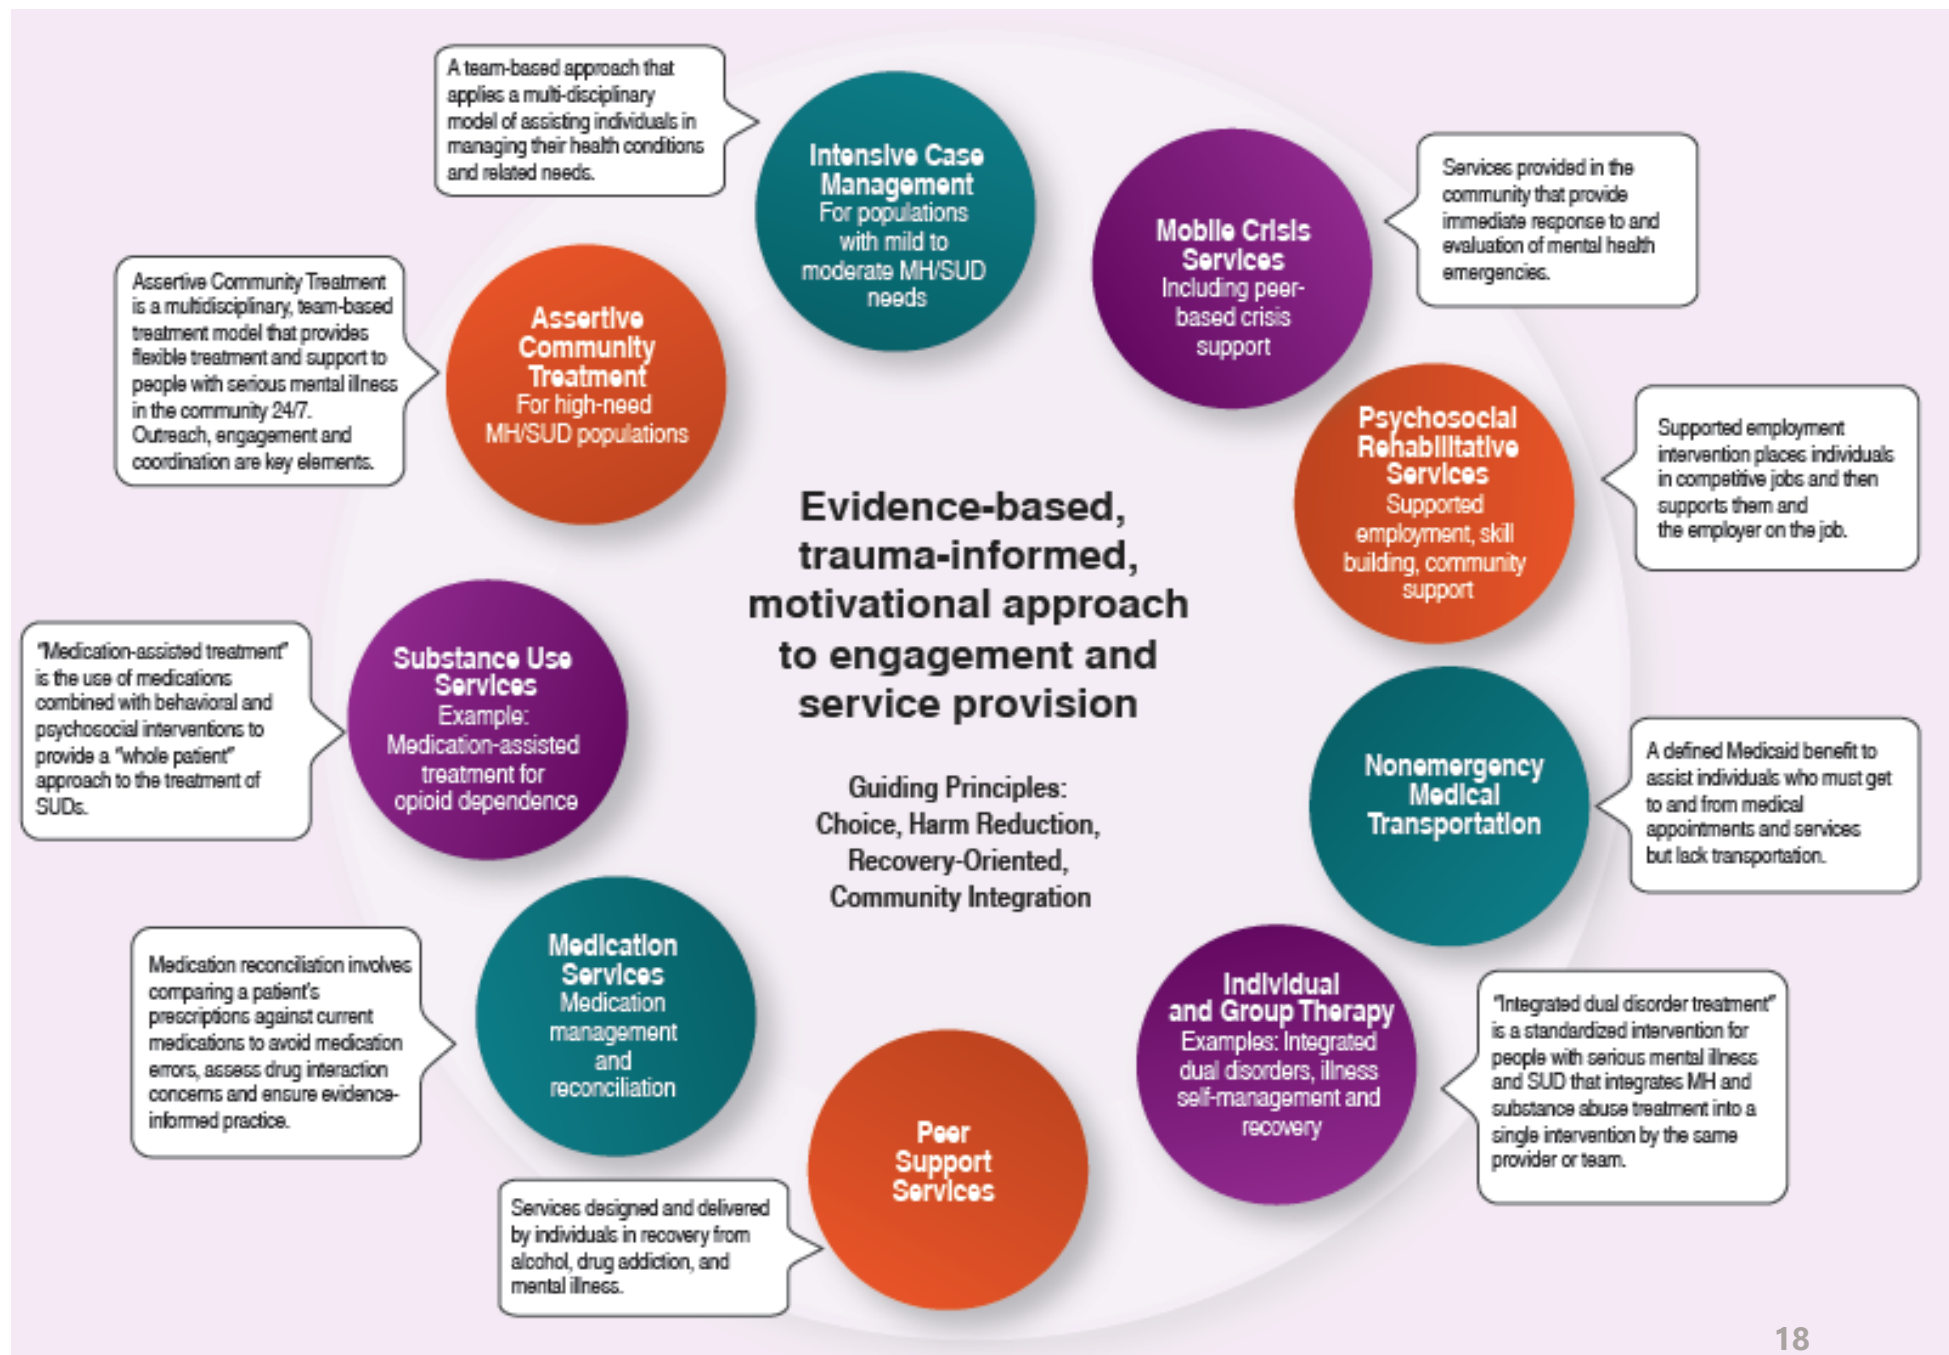 A team-based approach that
applies a multi-disciplinary
model of assisting individuals in
managing their health conditions
and related needs.
Intensive Case
Management
For populations
with mild to
moderate MH/SUD
needs
Mobile Crisis
Services
Including peer-
based crisis
support
Services provided in the
community that provide
immediate response to and
evaluation of mental health
emergencies.
Assertive Community Treatment
is a multidisciplinary, team-based
treatment model that provides
flexible treatment and support to
people with serious mental illness
in the community 24/7.
Outreach, engagement and
coordination are key elements.
Assertive
Community
Treatment
For high-need
MH/SUD populations
Psychosocial
Rehabilitative
Services
Supported
employment, skill
building, community
support
Supported employment
intervention places individuals
in competitive jobs and then
supports them and
the employer on the job.
Evidence-based,
trauma-informed,
motivational approach
to engagement and
service provision
Guiding Principles:
Choice, Harm Reduction,
Recovery-Oriented,
Community Integration
"Medication-assisted treatment"
is the use of medications
combined with behavioral and
psychosocial interventions to
provide a "whole patient"
approach to the treatment of
SUDs.
Substance Use
Services
Example:
Medication-assisted
treatment for
opioid dependence
Nonemergency
Medical
Transportation
A defined Medicaid benefit to
assist individuals who must get
to and from medical
appointments and services
but lack transportation.
Medication reconciliation involves
comparing a patient's
prescriptions against current
medications to avoid medication
errors, assess drug interaction
concerns and ensure evidence-
informed practice.
Medication
Services
Medication
management
and
reconciliation
Individual
and Group Therapy
Examples: Integrated
dual disorders, illness
self-management and
recovery
"Integrated dual disorder treatment"
is a standardized intervention for
people with serious mental illness
and SUD that integrates MH and
substance abuse treatment into a
single intervention by the same
provider or team.
Services designed and delivered
by individuals in recovery from
alcohol, drug addiction, and
mental illness.
Peer
Support
Services
18